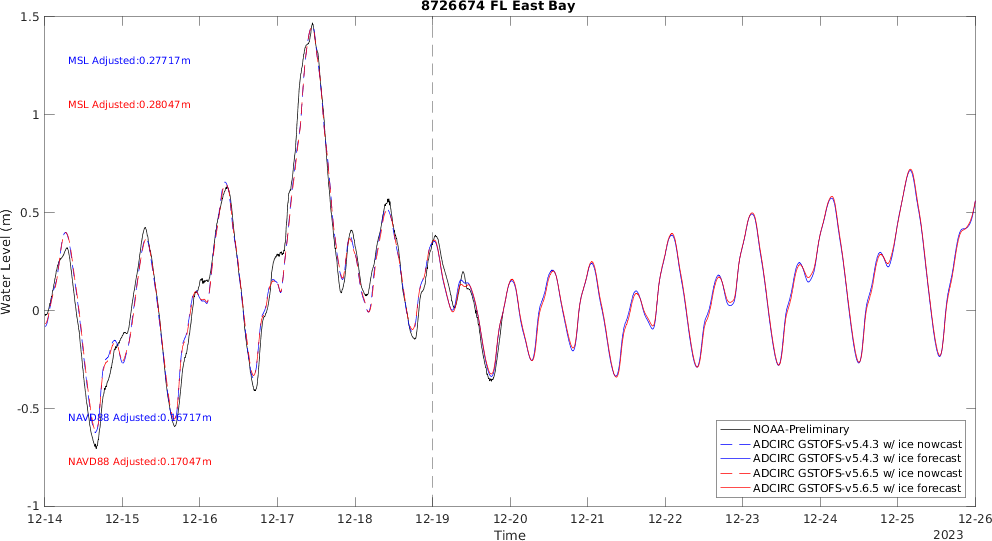 8726674 FL East Bay
1.5
1
0.5
0
-0.5
-1
Water Level (m)
MSL Adjusted:0.27717m
MSL Adjusted:0.28047m
NAVD88 Adjusted:0.16717m
NAVD88 Adjusted:0.17047m
NOAA-Preliminary
ADCIRC GSTOFS-v5.4.3 w/ ice nowcast
ADCIRC GSTOFS-v5.4.3 w/ ice forecast
ADCIRC GSTOFS-v5.6.5 w/ ice nowcast
ADCIRC GSTOFS-v5.6.5 w/ ice forecast
12-14 12-15 12-16 12-17 12-18 12-19 12-20 12-21 12-22 12-23 12-24 12-25 12-26
Time
2023